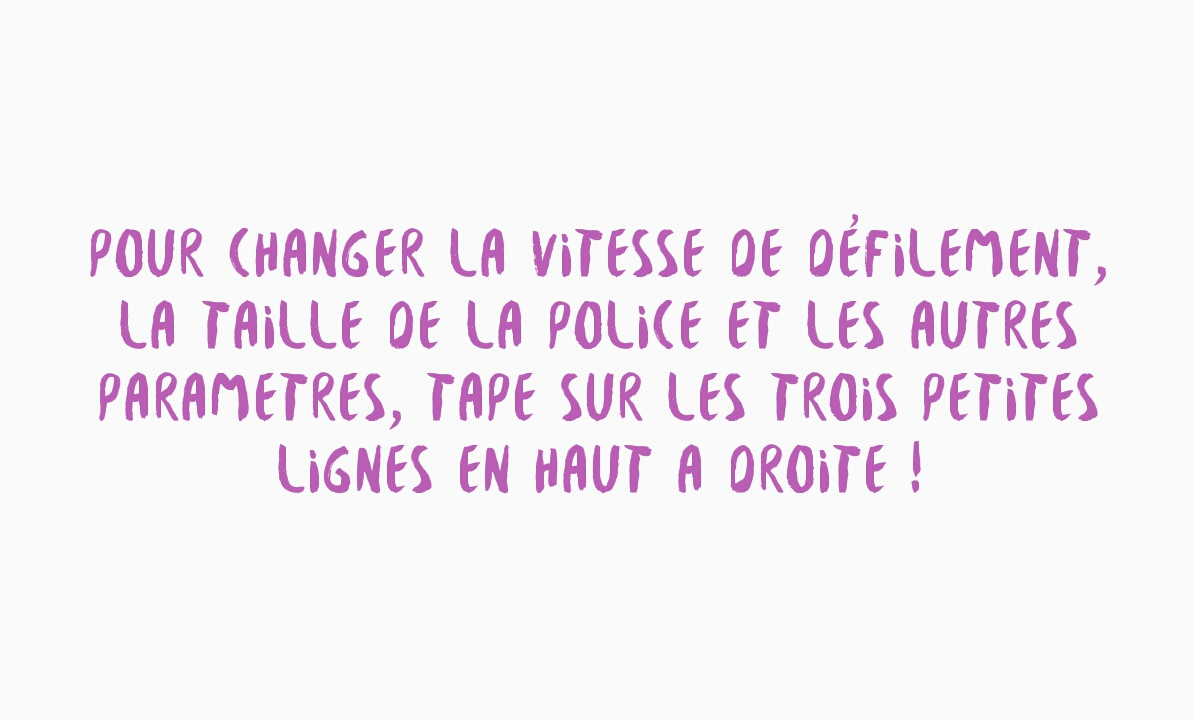 POUR CHANGER LA ViTESSE DE DÉFiLEMENT,
LA TAiLLE DE LA POLiCE ET LES AUTRES
PARAMETRES, TAPE SUR LES TROiS PETiTES
LiGNES EN HAUT A DROiTE !